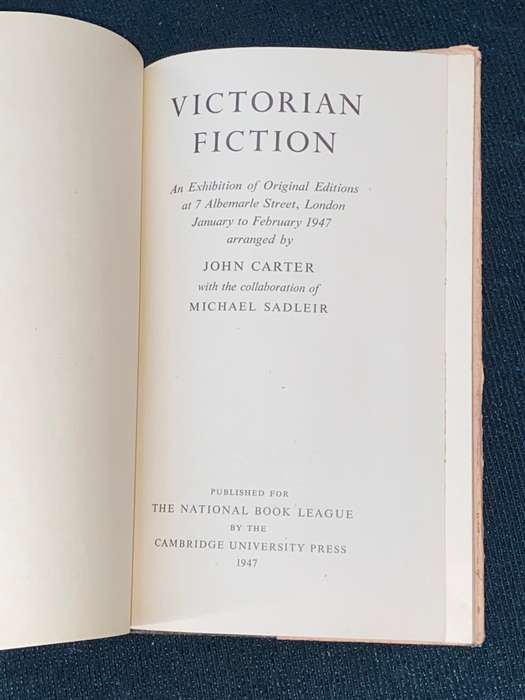 VICTORIAN
FICTION
An Exhibition of Original Editions
at 7 Albemarle Street, London
January to February 1947
arranged by
JOHN CARTER
with the collaboration of
MICHAEL SADLEIR
PUBLISHED FOR
THE NATIONAL BOOK LEAGUE
BY THE
CAMBRIDGE UNIVERSITY PRESS
1947